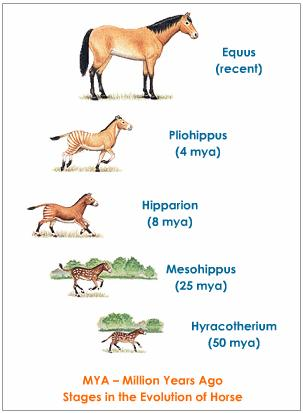 Equus
(recent)
Pliohippus
(4 mya)
Hipparion
(8 mya)
Mesohippus
(25 mya)
Hyracotherium
(50 mya)
MYA – Million Years Ago
Stages in the Evolution of Horse